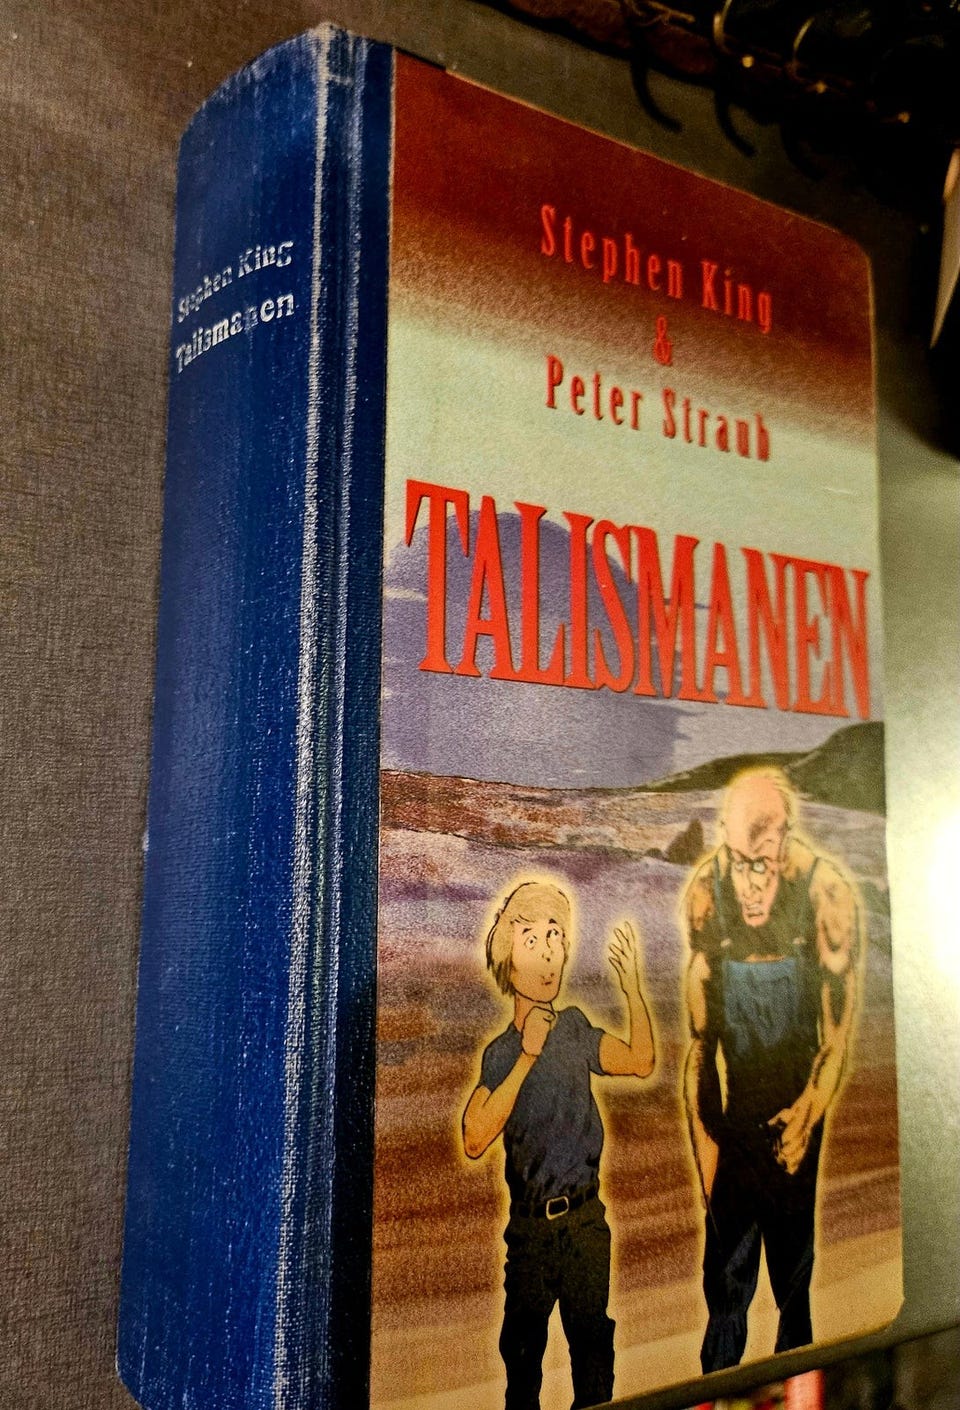 Stephen King
Talismanen
Stephen King
&
Peter Straub
TALISMANEN